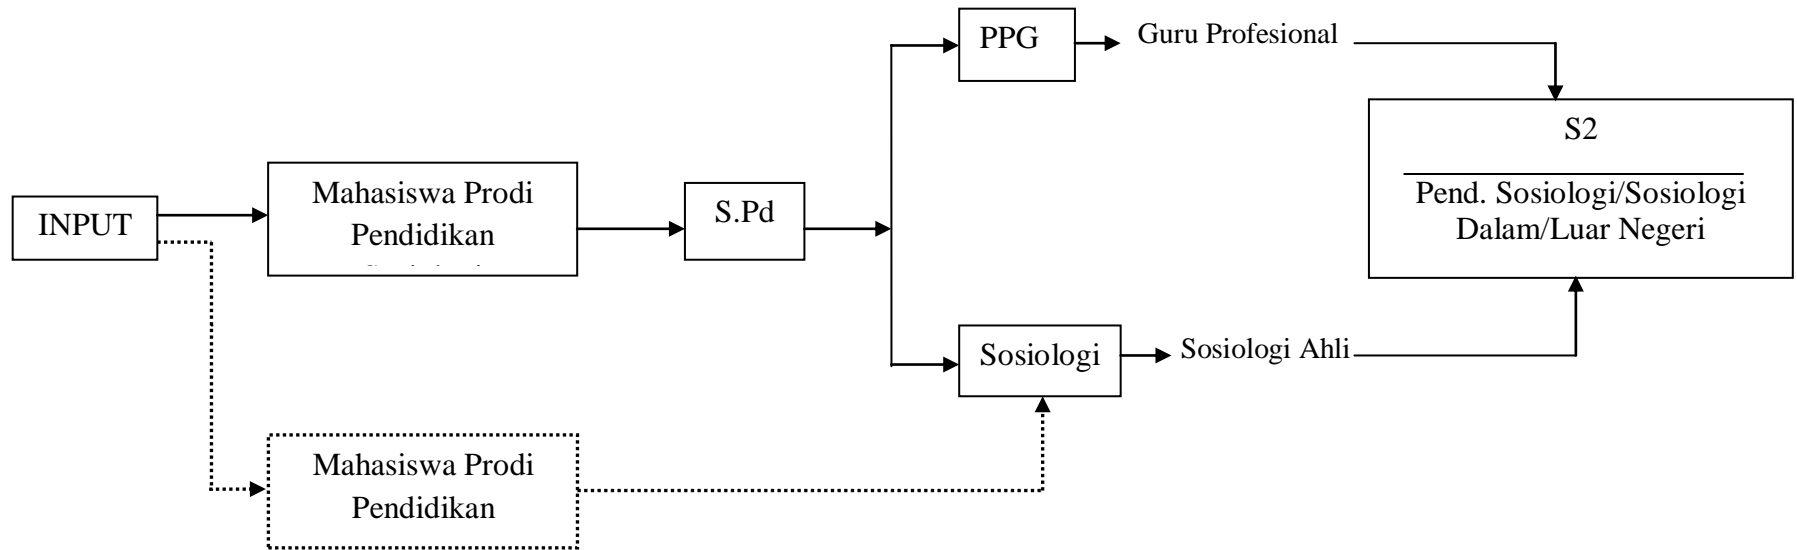 PPG
Guru Profesional
S2
Pend. Sosiologi/Sosiologi
Dalam/Luar Negeri
INPUT
Mahasiswa Prodi
Pendidikan
S.Pd
Sosiologi
Sosiologi Ahli
Mahasiswa Prodi
Pendidikan